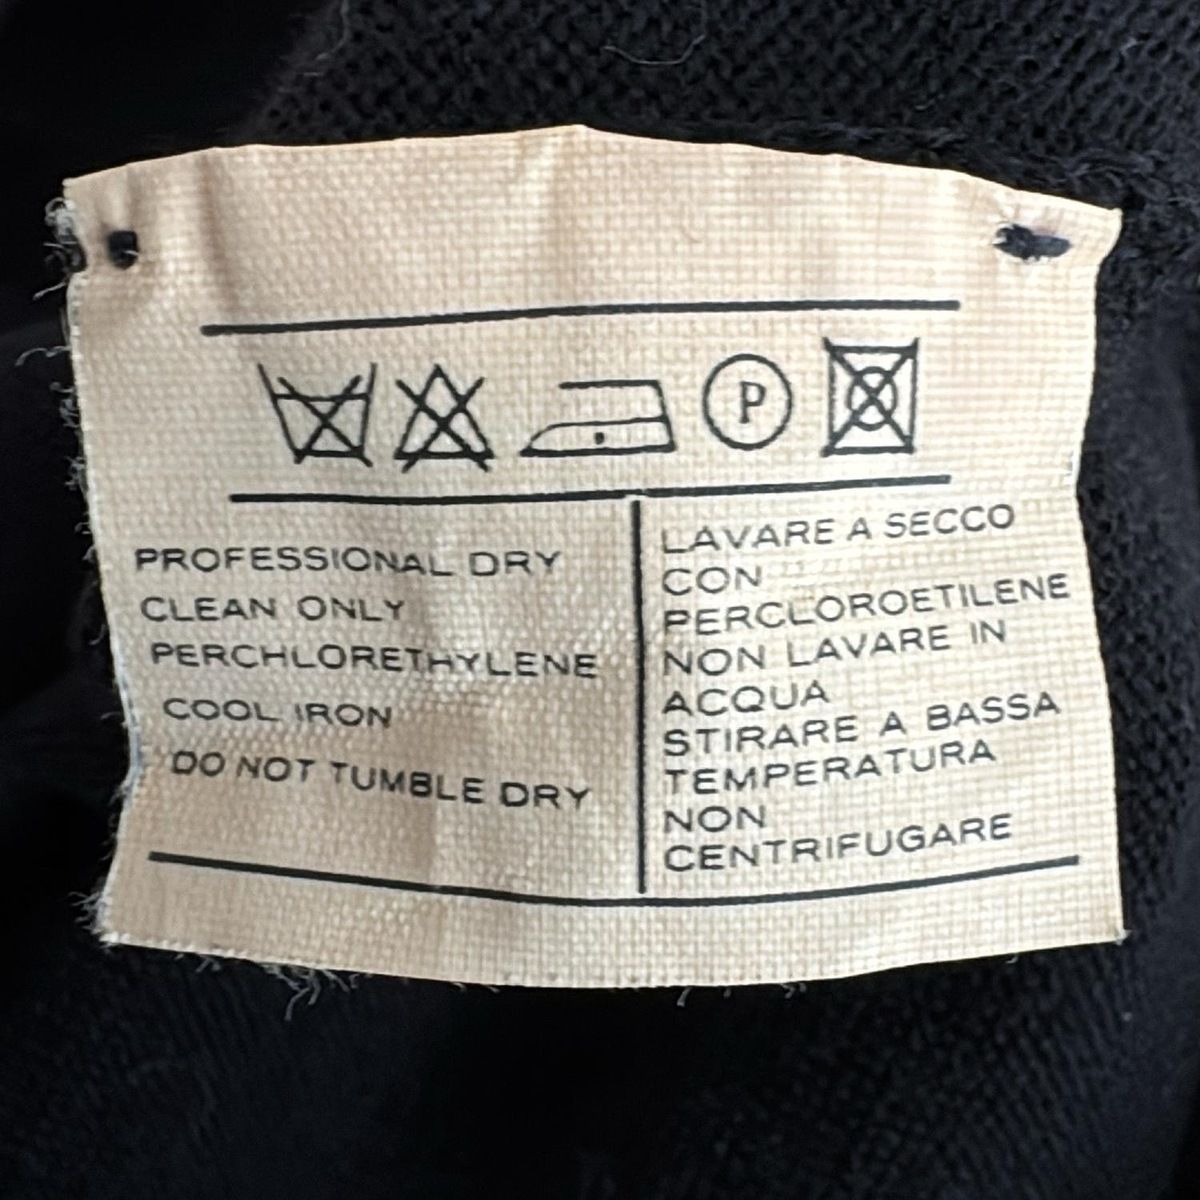 P
PROFESSIONAL DRY
CLEAN ONLY
PERCHLORETHYLENE
COOL IRON
DO NOT TUMBLE DRY
LAVARE A SECCO
CON
PERCLOROETILENE
NON LAVARE IN
ACQUA
STIRARE A BASSA
TEMPERATURA
NON
CENTRIFUGARE